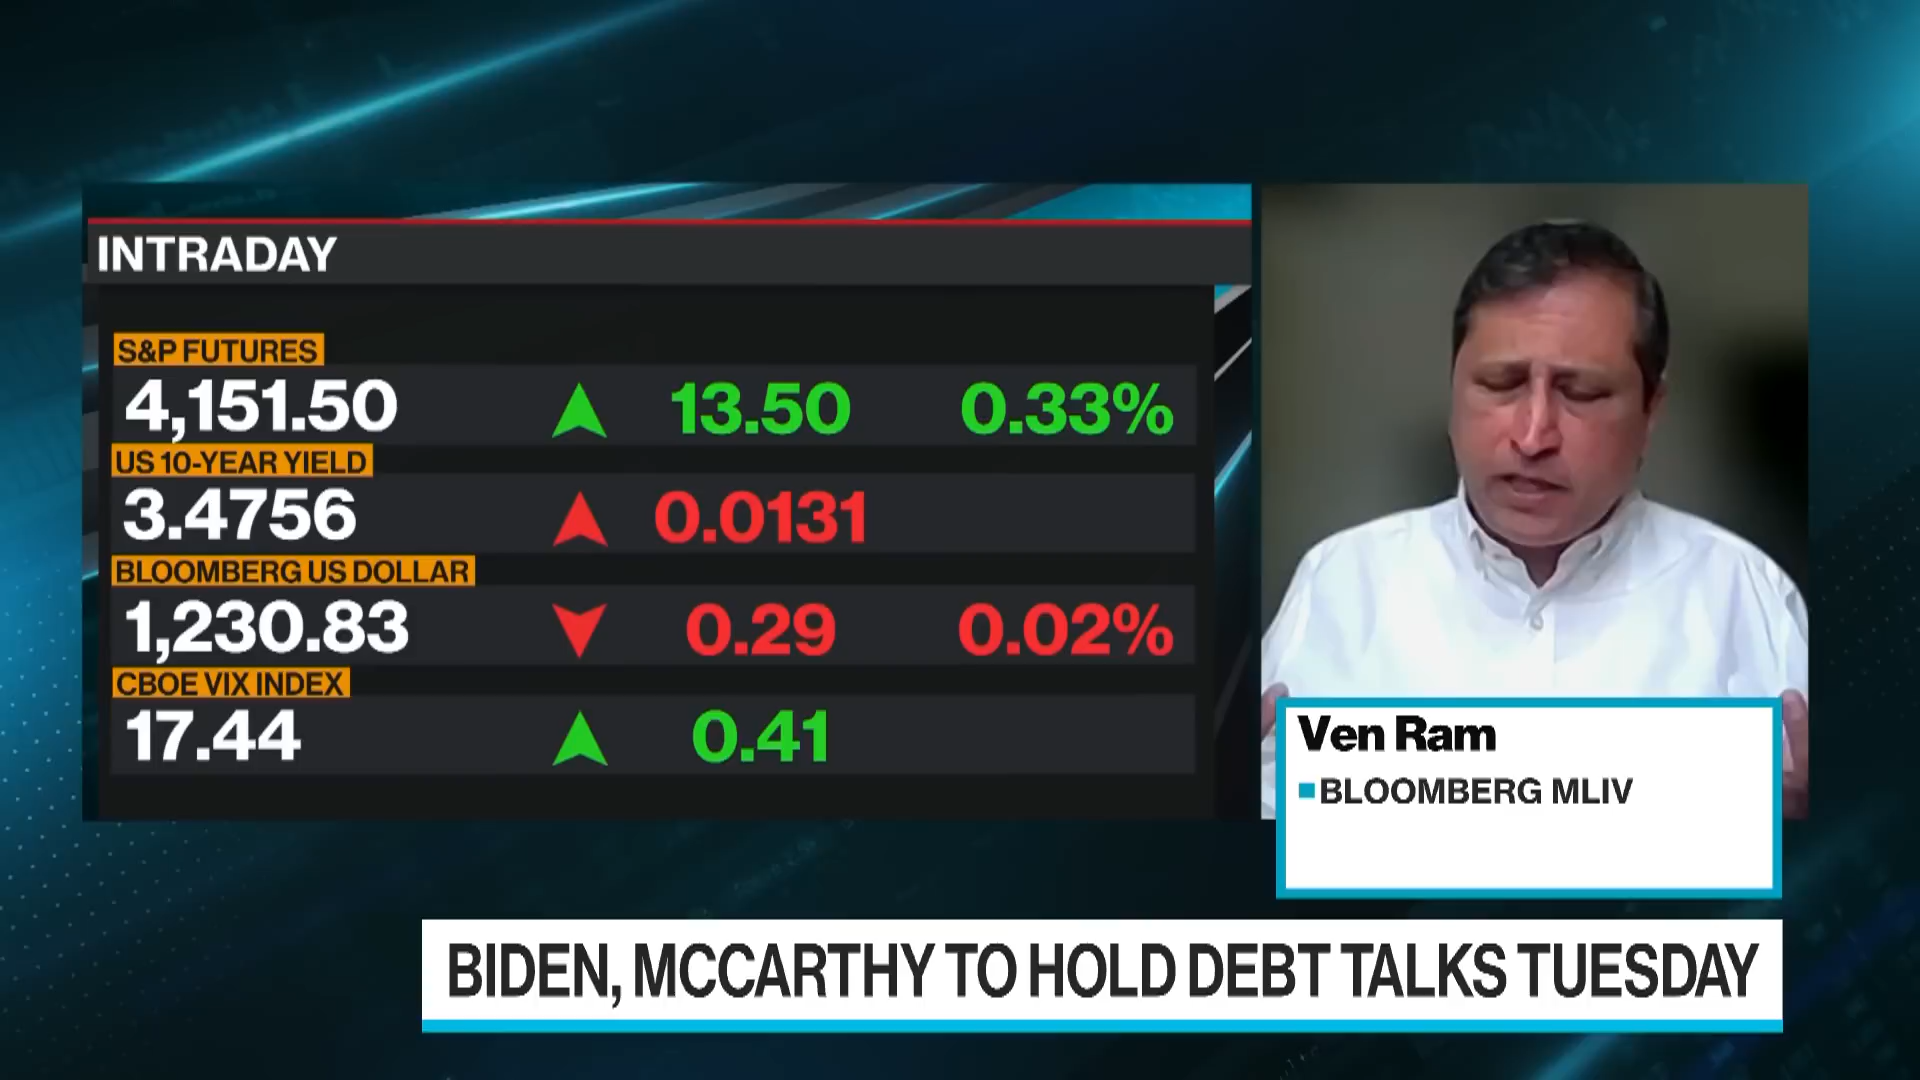 INTRADAY
S&P FUTURES
4,151.50 13.50 0.33%
US 10-YEAR YIELD
3.4756 0.0131
BLOOMBERG US DOLLAR
1,230.83 0.29 0.02%
CBOE VIX INDEX
17.44 0.41
Ven Ram
BLOOMBERG MLIV
BIDEN, MCCARTHY TO HOLD DEBT TALKS TUESDAY